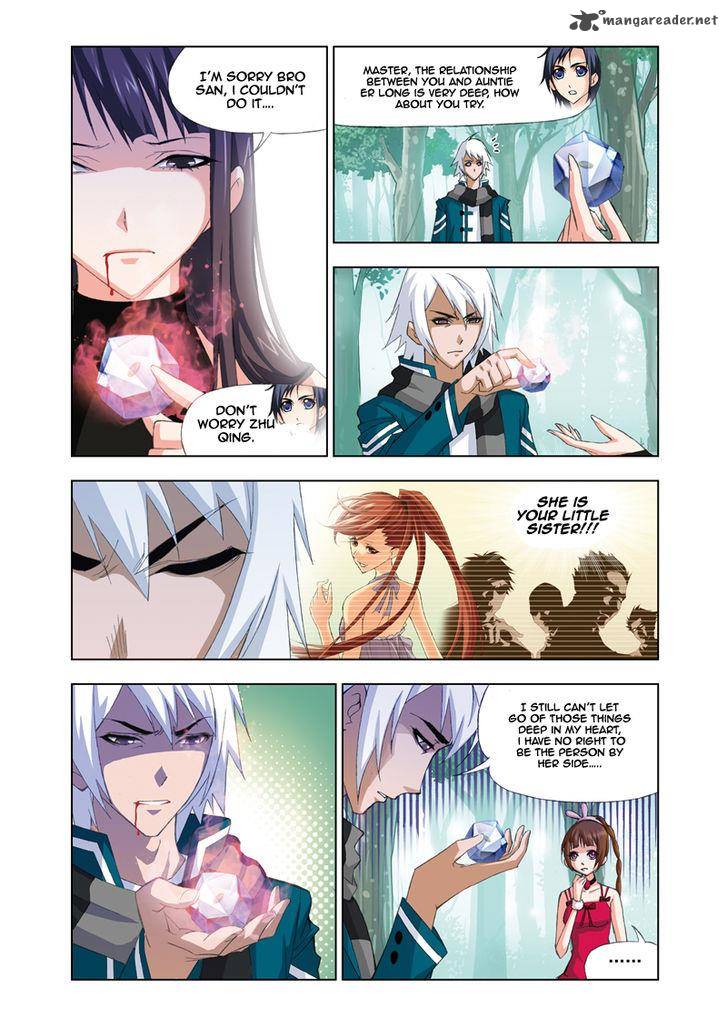 mangareader.net
I'M SORRY BRO
SAN, I COULDN'T
DO IT....
DON'T
WORRY ZHU
QING.
MASTER, THE RELATIONSHIP
BETWEEN YOU AND AUNTIE
ER LONG IS VERY DEEP, HOW
ABOUT YOU TRY.
SHE IS
YOUR LITTLE
SISTER!!!
I STILL CAN'T LET
GO OF THOSE THINGS
DEEP IN MY HEART,
I HAVE NO RIGHT TO
BE THE PERSON BY
HER SIDE.....
......